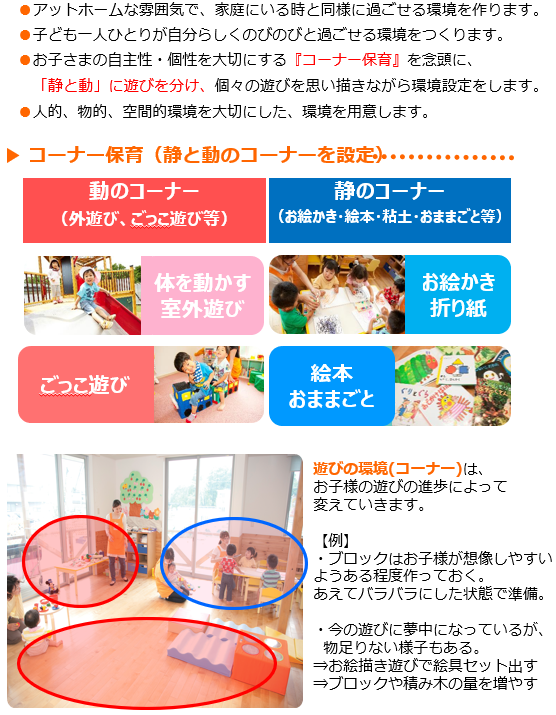 ●アットホームな雰囲気で、家庭にいる時と同様に過ごせる環境を作ります。
●子ども一人ひとりが自分らしくのびのびと過ごせる環境をつくります。
●お子さまの自主性・個性を大切にする『コーナー保育』を念頭に、
「静と動」に遊びを分け、個々の遊びを思い描きながら環境設定をします。
●人的、物的、空間的環境を大切にした、環境を用意します。
▶ コーナー保育（静と動のコーナーを設定）
動のコーナー
（外遊び、ごっこ遊び等）
静のコーナー
（お絵かき・絵本・粘土・おままごと等）
体を動かす
室外遊び
お絵かき
折り紙
ごっこ遊び
絵本
おままごと
ぐりとぐら
遊びの環境(コーナー)は、
お子様の遊びの進歩によって
変えていきます。
【例】
・ブロックはお子様が想像しやすい
ようある程度作っておく。
あえてバラバラにした状態で準備。
・今の遊びに夢中になっているが、
物足りない様子もある。
⇒お絵描き遊びで絵具セット出す
⇒ブロックや積み木の量を増やす